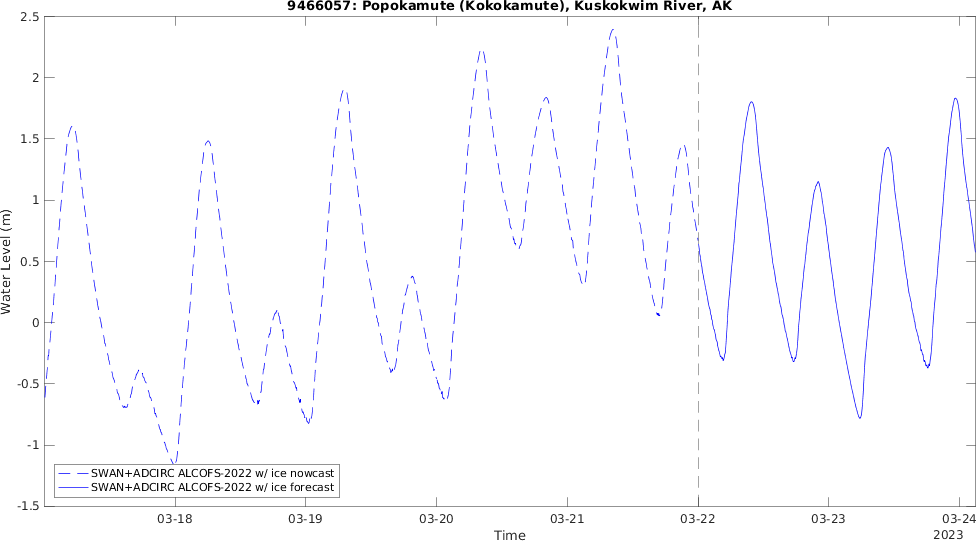 9466057: Popokamute (Kokokamute), Kuskokwim River, AK
2.5
2
1.5
1
0.5
0
-0.5
-1
-1.5
Water Level (m)
SWAN+ADCIRC ALCOFS-2022 w/ ice nowcast
SWAN+ADCIRC ALCOFS-2022 w/ ice forecast
03-18 03-19 03-20 03-21 03-22 03-23 03-24
Time
2023